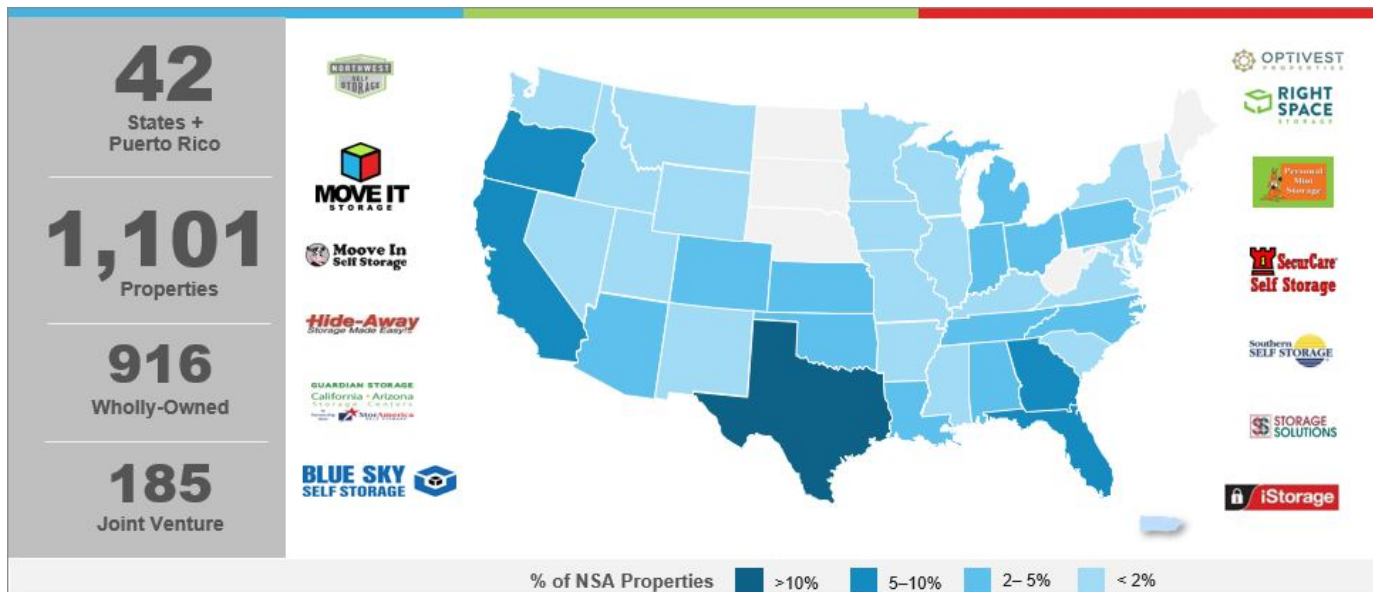 42
States +
Puerto Rico
1,101
Properties
916
Wholly-Owned
185
Joint Venture
NORTHWEST
SELF
STORAGE
MOVE IT
STORAGE
Moove In
Self Storage
Hide-Away
Storage Made Easy!!!
GUARDIAN STORAGE
California • Arizona
Storage Centers
StorAmerica
SELF STORAGE
BLUE SKY
SELF STORAGE
OPTIVEST
PROPERTIES
RIGHT
SPACE
STORAGE
Personal
Mini
Storage
SecurCare
Self Storage
Southern
SELF STORAGE
STORAGE
SOLUTIONS
iStorage
% of NSA Properties >10% 5–10% 2– 5% < 2%